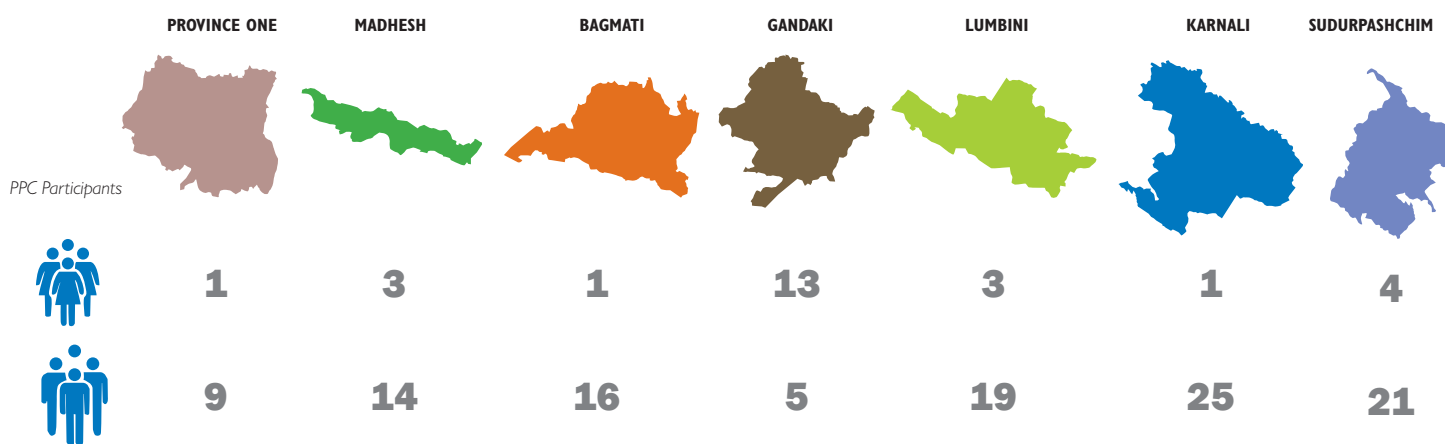 PROVINCE ONE MADHESH BAGMATI GANDAKI LUMBINI KARNALI SUDURPASHCHIM
PPC Participants
1 3 1 13 3 1 4
9 14 16 5 19 25 21